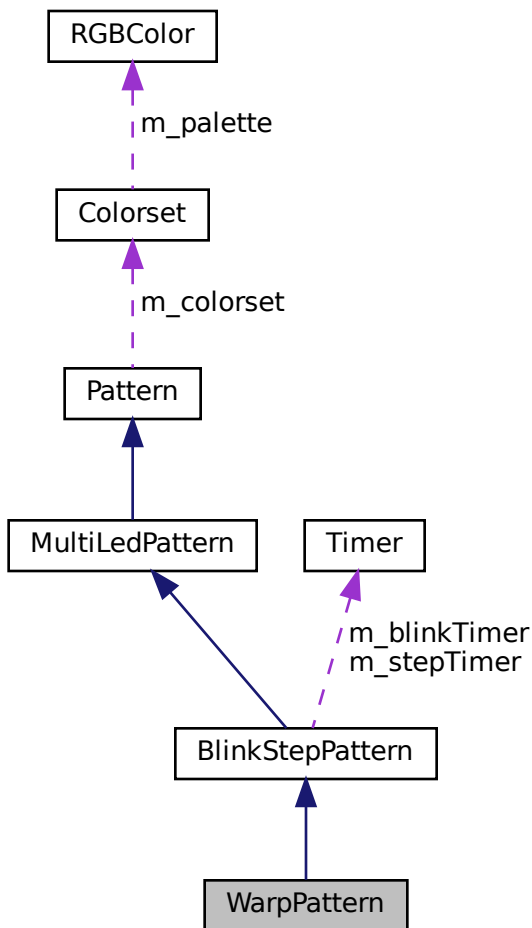 RGBColor
m_palette
Colorset
m_colorset
Pattern
MultiLedPattern
Timer
m_blinkTimer
m_stepTimer
BlinkStepPattern
WarpPattern